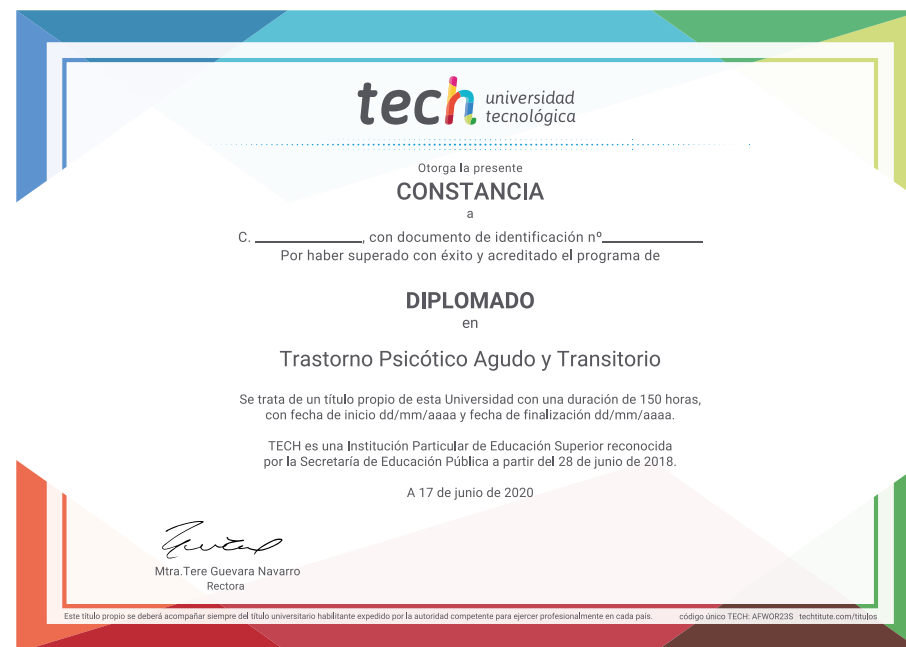 tech universidad
tecnológica
Otorga la presente
CONSTANCIA
a
C. ____________, con documento de identificación nº____________
Por haber superado con éxito y acreditado el programa de
DIPLOMADO
en
Trastorno Psicótico Agudo y Transitorio
Se trata de un título propio de esta Universidad con una duración de 150 horas,
con fecha de inicio dd/mm/aaaa y fecha de finalización dd/mm/aaaa.
TECH es una Institución Particular de Educación Superior reconocida
por la Secretaría de Educación Pública a partir del 28 de junio de 2018.
A 17 de junio de 2020
Mtra.Tere Guevara Navarro
Rectora
Este título propio se deberá acompañar siempre del título universitario habilitante expedido por la autoridad competente para ejercer profesionalmente en cada país. código único TECH: AFWOR23S techtitute.com/títulos